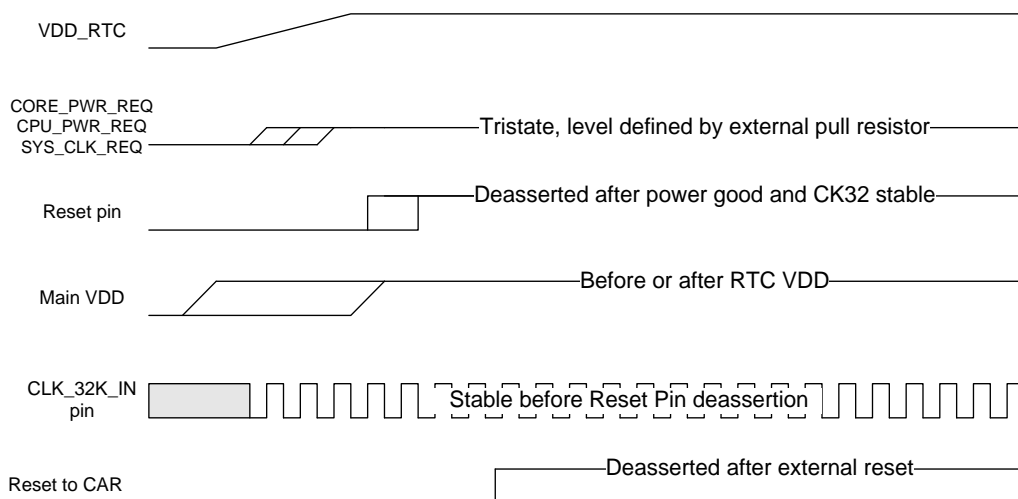 VDD_RTC
CORE_PWR_REQ
CPU_PWR_REQ
SYS_CLK_REQ
Tristate, level defined by external pull resistor
Reset pin
Deasserted after power good and CK32 stable
Main VDD
Before or after RTC VDD
CLK_32K_IN
pin
Stable before Reset Pin deassertion
Reset to CAR
Deasserted after external reset